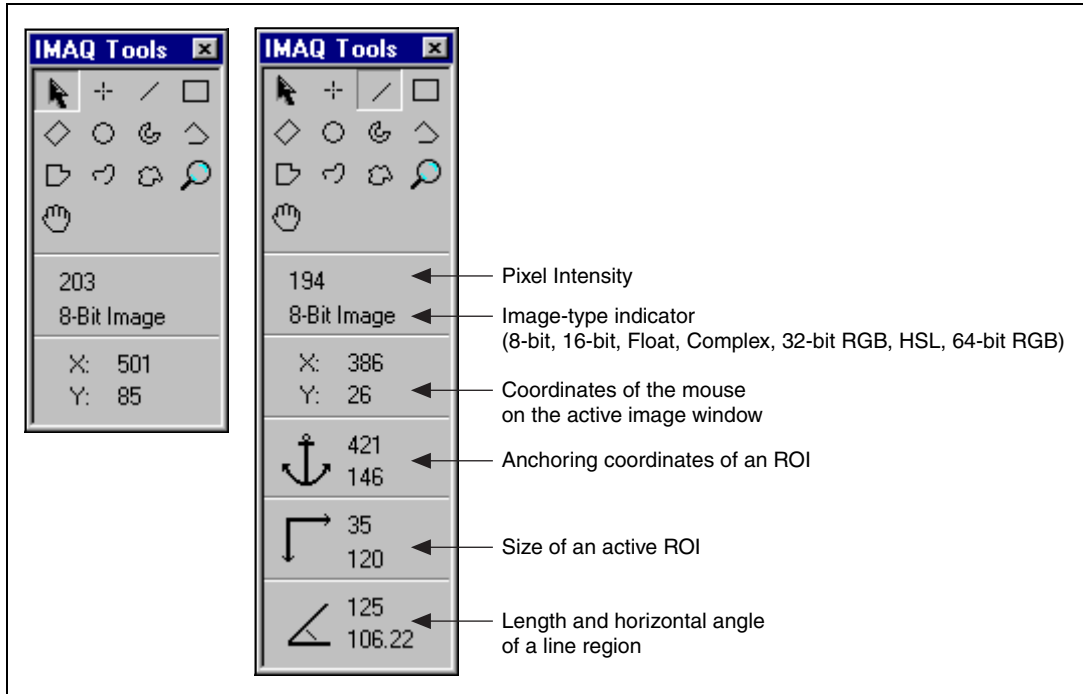 IMAQ Tools
203
8-Bit Image
X: 501
Y: 85
IMAQ Tools
194
8-Bit Image
X: 386
Y: 26
421
146
35
120
125
106.22
Pixel Intensity
Image-type indicator
(8-bit, 16-bit, Float, Complex, 32-bit RGB, HSL, 64-bit RGB)
Coordinates of the mouse
on the active image window
Anchoring coordinates of an ROI
Size of an active ROI
Length and horizontal angle
of a line region